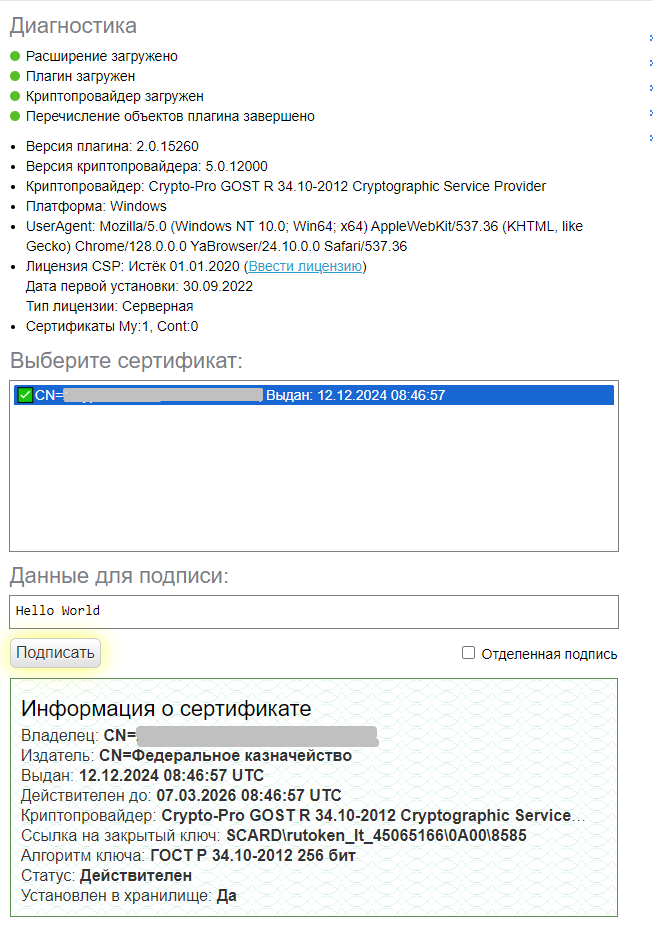 Диагностика
Расширение загружено
Плагин загружен
Криптопровайдер загружен
Перечисление объектов плагина завершено
Версия плагина: 2.0.15260
Версия криптопровайдера: 5.0.12000
Криптопровайдер: Crypto-Pro GOST R 34.10-2012 Cryptographic Service Provider
Платформа: Windows
UserAgent: Mozilla/5.0 (Windows NT 10.0; Win64; x64) AppleWebKit/537.36 (KHTML, like
Gecko) Chrome/128.0.0.0 YaBrowser/24.10.0.0 Safari/537.36
Лицензия CSP: Истёк 01.01.2020 (Ввести лицензию)
Дата первой установки: 30.09.2022
Тип лицензии: Серверная
Сертификаты My:1, Cont:0
Выберите сертификат:
CN= Выдан: 12.12.2024 08:46:57
Данные для подписи:
Hello World
Подписать
Отделенная подпись
Информация о сертификате
Владелец: CN=
Издатель: CN=Федеральное казначейство
Выдан: 12.12.2024 08:46:57 UTC
Действителен до: 07.03.2026 08:46:57 UTC
Криптопровайдер: Crypto-Pro GOST R 34.10-2012 Cryptographic Service...
Ссылка на закрытый ключ: SCARD\rutoken_lt_45065166\0A00\8585
Алгоритм ключа: ГОСТ Р 34.10-2012 256 бит
Статус: Действителен
Установлен в хранилище: Да